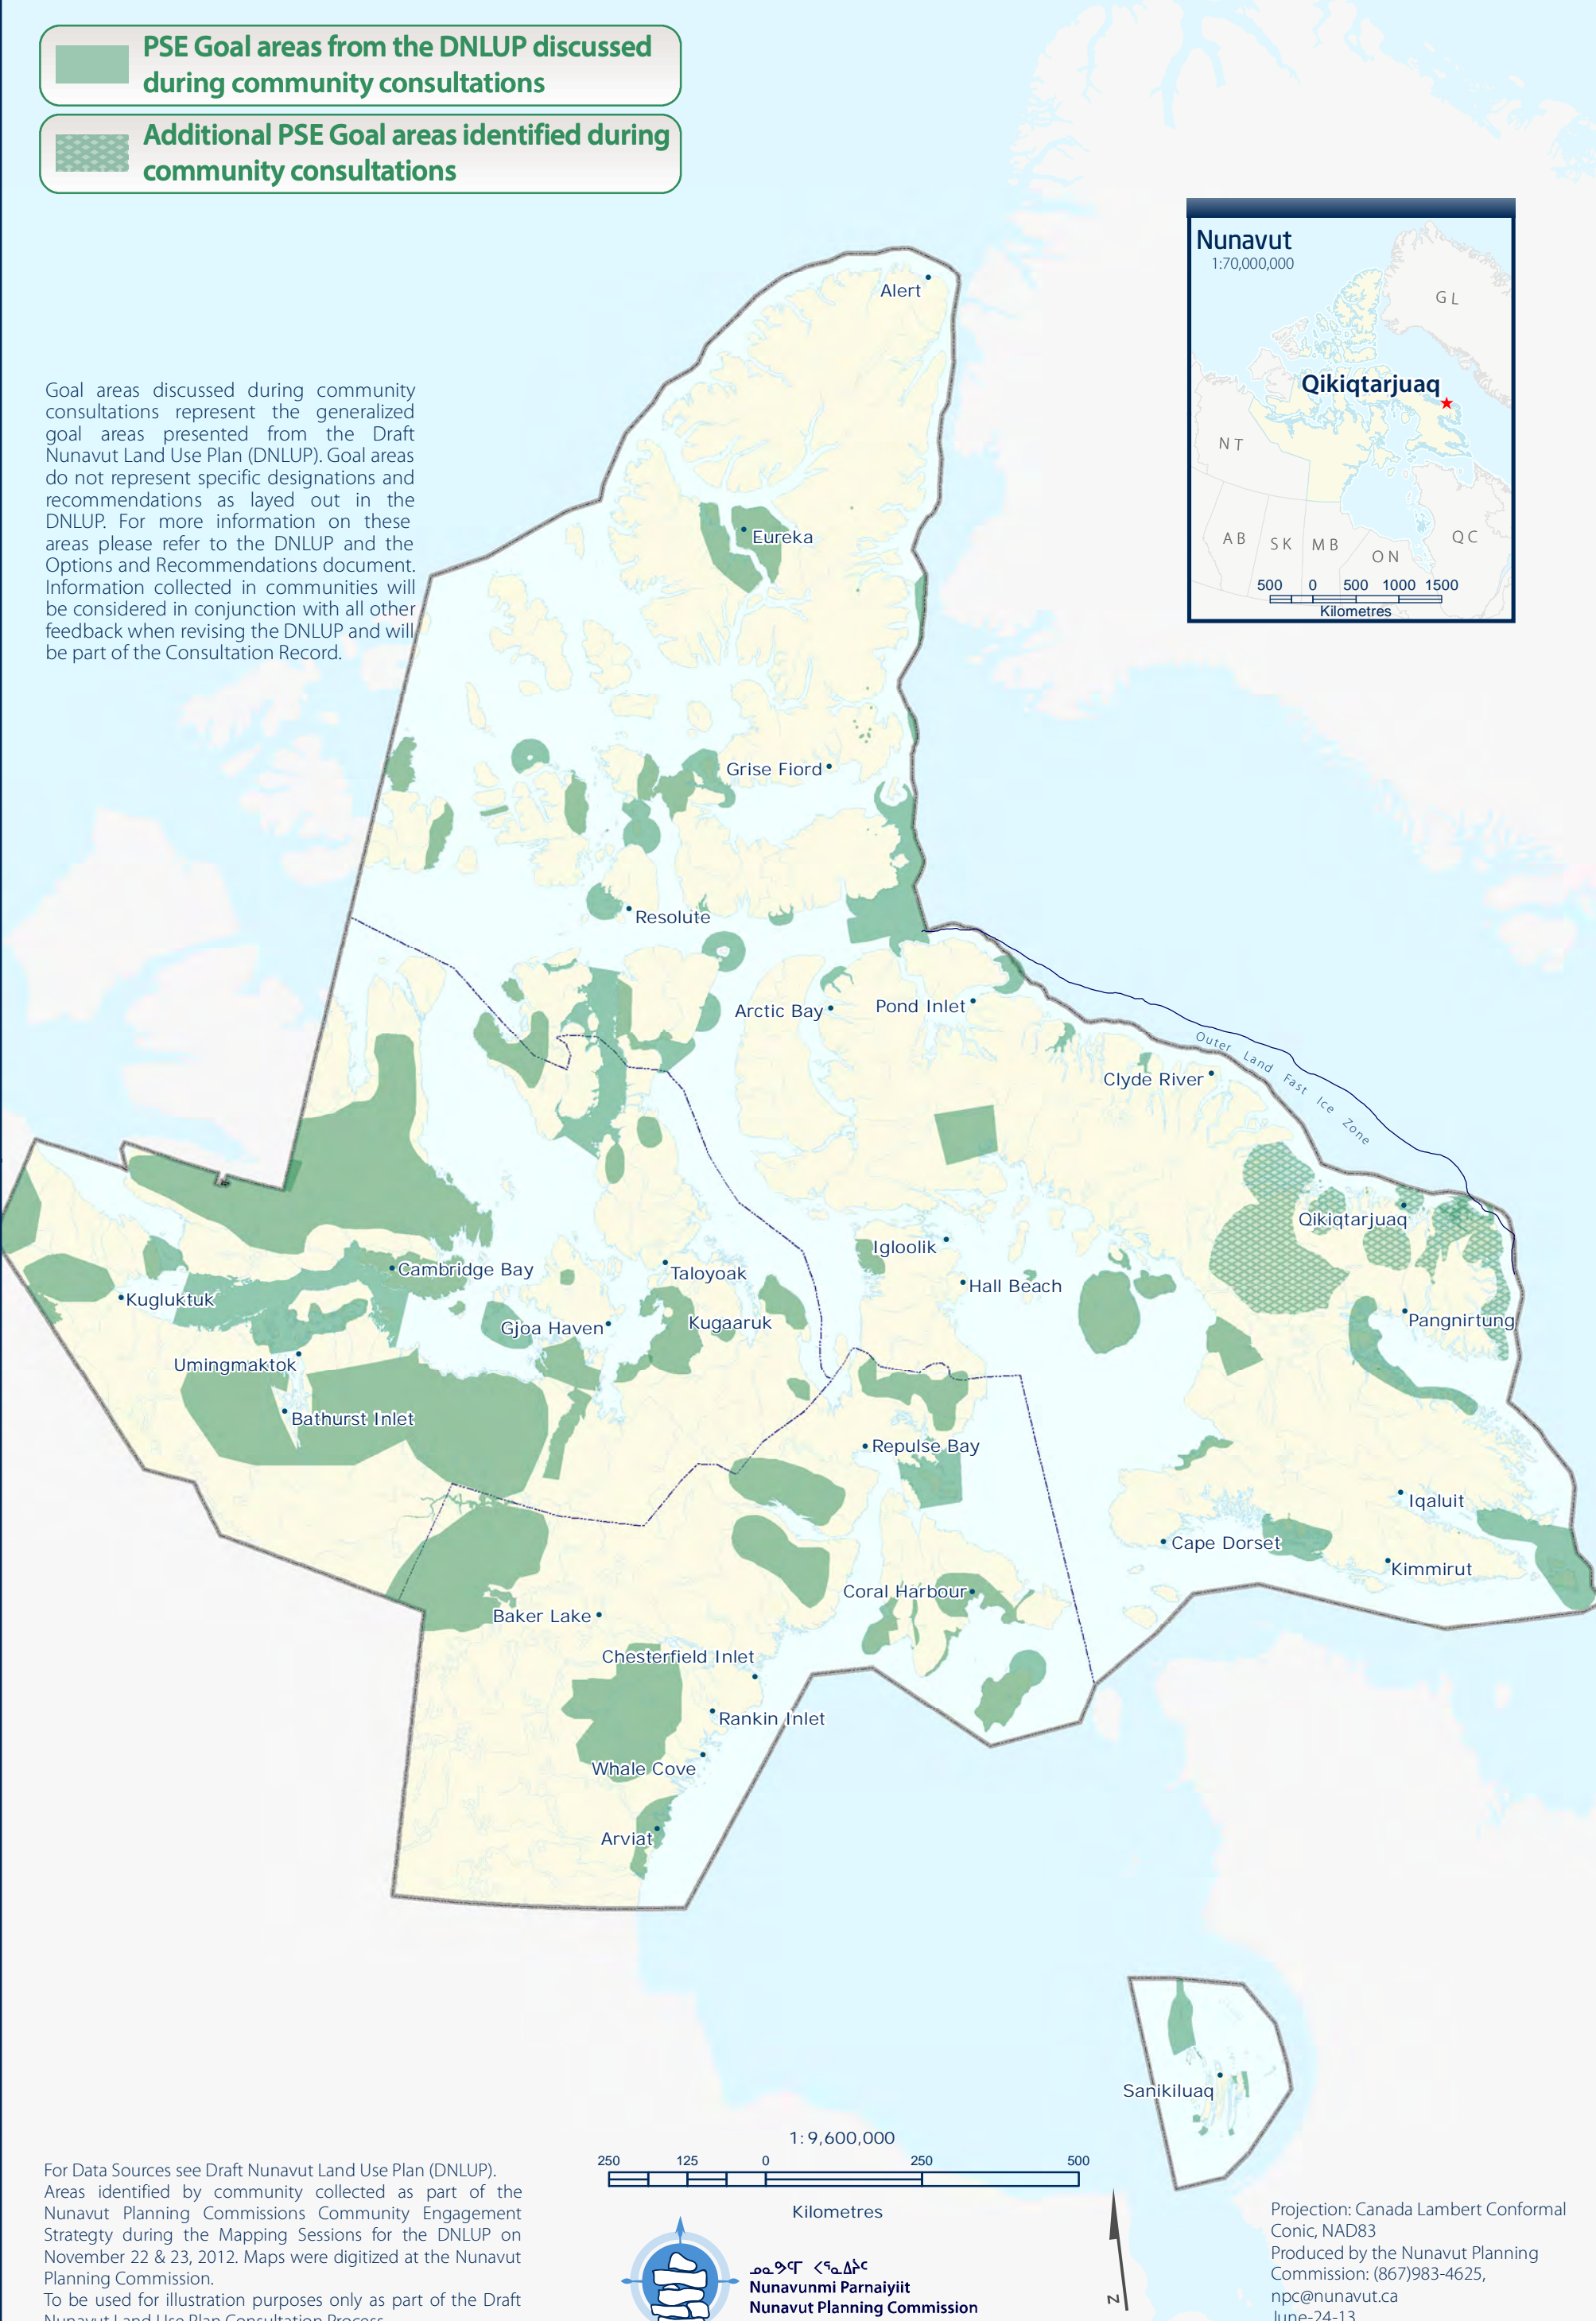 PSE Goal areas from the DNLUP discussed
during community consultations
Additional PSE Goal areas identified during
community consultations
Nunavut
1:70,000,000
GL
Qikiqtarjuaq
NT
AB
SK
MB
ON
QC
500 0 500 1000 1500
Kilometres
Goal areas discussed during community
consultations represent the generalized
goal areas presented from the Draft
Nunavut Land Use Plan (DNLUP). Goal areas
do not represent specific designations and
recommendations as layed out in the
DNLUP. For more information on these
areas please refer to the DNLUP and the
Options and Recommendations document.
Information collected in communities will
be considered in conjunction with all other
feedback when revising the DNLUP and will
be part of the Consultation Record.
Alert
Eureka
Grise Fiord
Resolute
Arctic Bay
Pond Inlet
Clyde River
Outer Land Fast Ice Zone
Qikiqtarjuaq
Igloolik
Hall Beach
Cambridge Bay
Taloyoak
Kugluktuk
Gjoa Haven
Kugaaruk
Pangnirtung
Umingmaktok
Bathurst Inlet
Repulse Bay
Iqaluit
Cape Dorset
Kimmirut
Coral Harbour
Baker Lake
Chesterfield Inlet
Rankin Inlet
Whale Cove
Arviat
Sanikiluaq
1:9,600,000
250 125 0 250 500
Kilometres
For Data Sources see Draft Nunavut Land Use Plan (DNLUP).
Areas identified by community collected as part of the
Nunavut Planning Commissions Community Engagement
Strategty during the Mapping Sessions for the DNLUP on
November 22 & 23, 2012. Maps were digitized at the Nunavut
Planning Commission.
To be used for illustration purposes only as part of the Draft
Nunavut Land Use Plan Consultation Process
ᓄᓇᕗᒻᒥ ᐸᕐᓇᐃᔨᑦ
Nunavunmi Parnaiyiit
Nunavut Planning Commission
N
Projection: Canada Lambert Conformal
Conic, NAD83
Produced by the Nunavut Planning
Commission: (867)983-4625,
npc@nunavut.ca
June-24-13